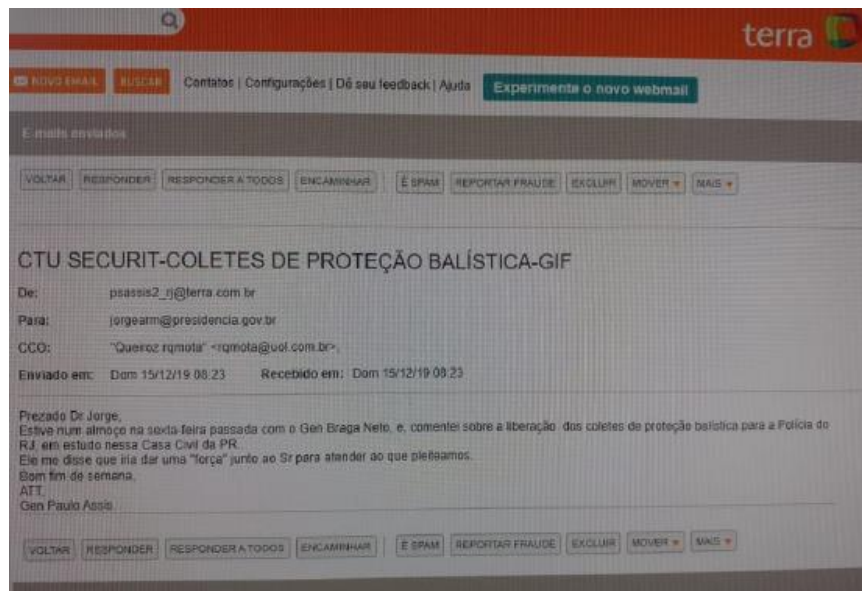 terra
NOVO EMAIL BUSCAR Contatos | Configurações | Dê seu feedback | Ajuda Experimente o novo webmail
E-mails enviados
VOLTAR RESPONDER RESPONDER A TODOS ENCAMINHAR É SPAM REPORTAR FRAUDE EXCLUIR MOVER MAIS
CTU SECURIT-COLETES DE PROTEÇÃO BALÍSTICA-GIF
De: psassis2_rj@terra.com.br
Para: jorgearm@presidencia.gov.br
CCO: "Queiroz rqmota" <rqmota@uol.com.br>,
Enviado em: Dom 15/12/19 08:23 Recebido em: Dom 15/12/19 08:23
Prezado Dr Jorge,
Estive num almoço na sexta-feira passada com o Gen Braga Neto, e, comentei sobre a liberação dos coletes de proteção balística para a Polícia do
RJ, em estudo nessa Casa Civil da PR.
Ele me disse que iria dar uma "força" junto ao Sr para atender ao que pleiteamos.
Bom fim de semana,
ATT,
Gen Paulo Assis
VOLTAR RESPONDER RESPONDER A TODOS ENCAMINHAR É SPAM REPORTAR FRAUDE EXCLUIR MOVER MAIS